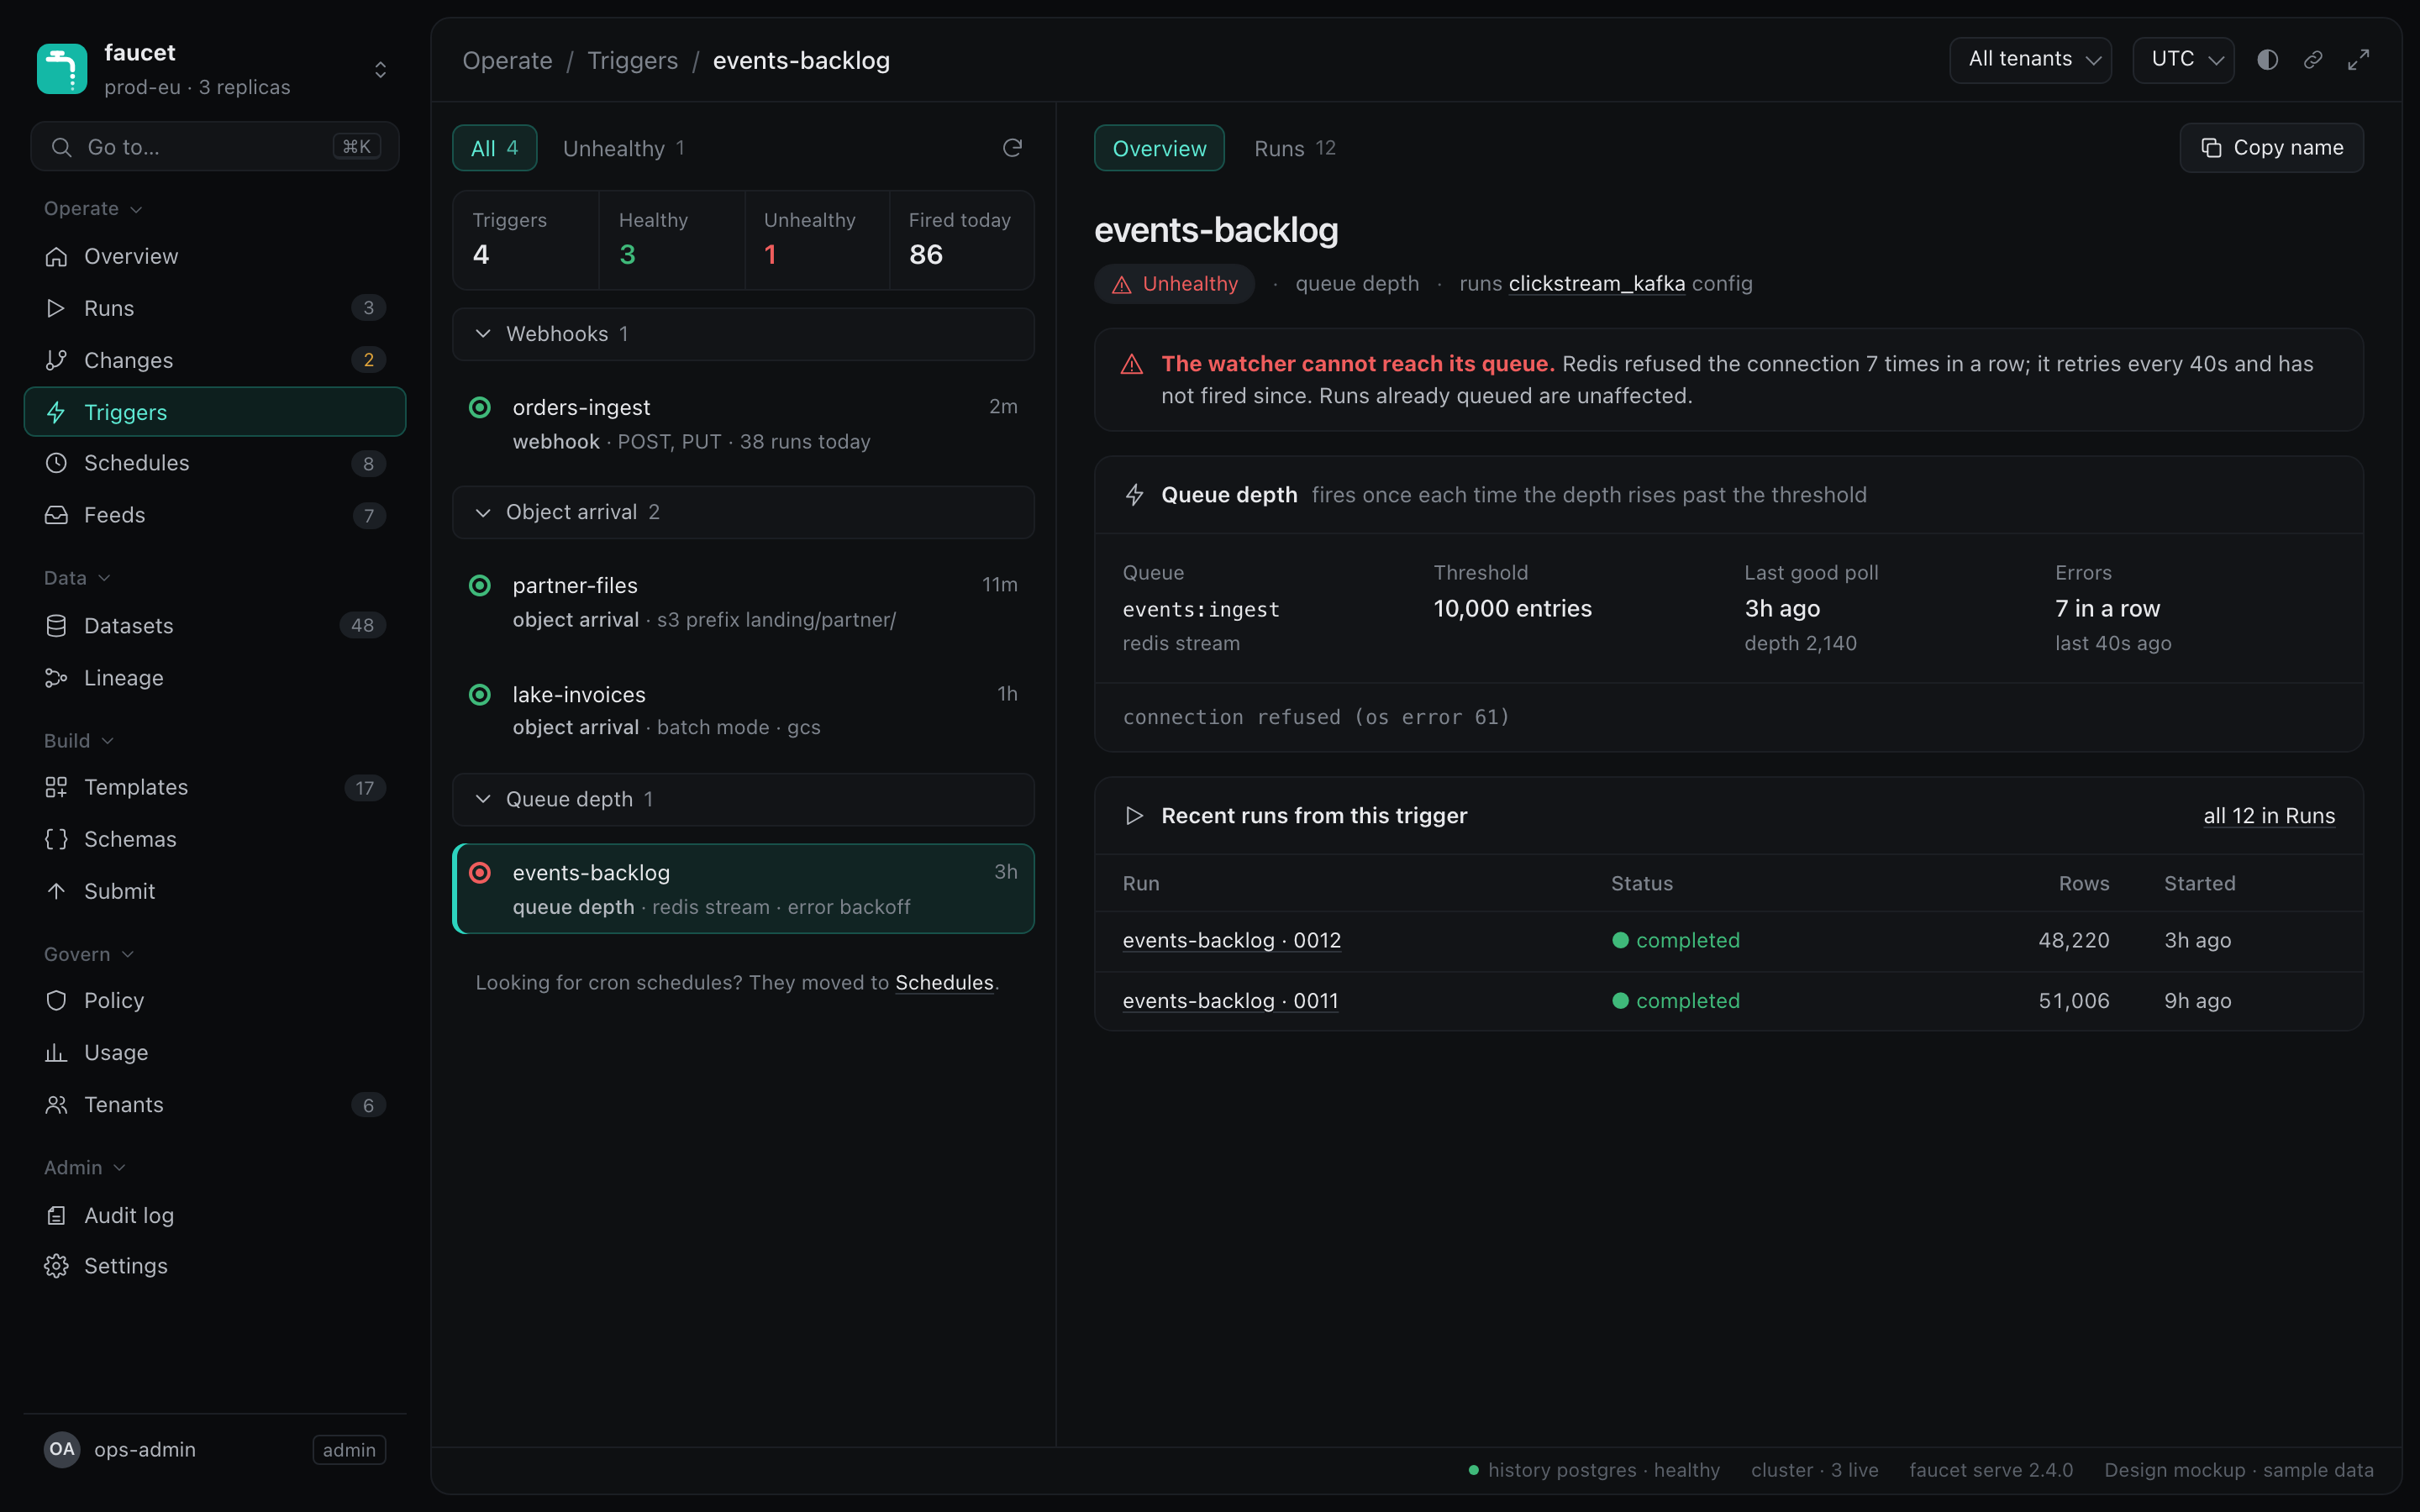 faucet
prod-eu · 3 replicas
Go to...
⌘K
Operate
Overview
Runs 3
Changes 2
Triggers
Schedules 8
Feeds 7
Data
Datasets 48
Lineage
Build
Templates 17
Schemas
Submit
Govern
Policy
Usage
Tenants 6
Admin
Audit log
Settings
OA ops-admin admin
Operate / Triggers / events-backlog
All tenants
UTC
All 4
Unhealthy 1
Triggers Healthy Unhealthy Fired today
4 3 1 86
Webhooks 1
orders-ingest 2m
webhook · POST, PUT · 38 runs today
Object arrival 2
partner-files 11m
object arrival · s3 prefix landing/partner/
lake-invoices 1h
object arrival · batch mode · gcs
Queue depth 1
events-backlog 3h
queue depth · redis stream · error backoff
Looking for cron schedules? They moved to Schedules.
Overview
Runs 12
Copy name
events-backlog
Unhealthy · queue depth · runs clickstream_kafka config
The watcher cannot reach its queue. Redis refused the connection 7 times in a row; it retries every 40s and has
not fired since. Runs already queued are unaffected.
Queue depth fires once each time the depth rises past the threshold
Queue Threshold Last good poll Errors
events:ingest 10,000 entries 3h ago 7 in a row
redis stream depth 2,140 last 40s ago
connection refused (os error 61)
Recent runs from this trigger all 12 in Runs
Run Status Rows Started
events-backlog · 0012 completed 48,220 3h ago
events-backlog · 0011 completed 51,006 9h ago
history postgres · healthy cluster · 3 live faucet serve 2.4.0 Design mockup · sample data